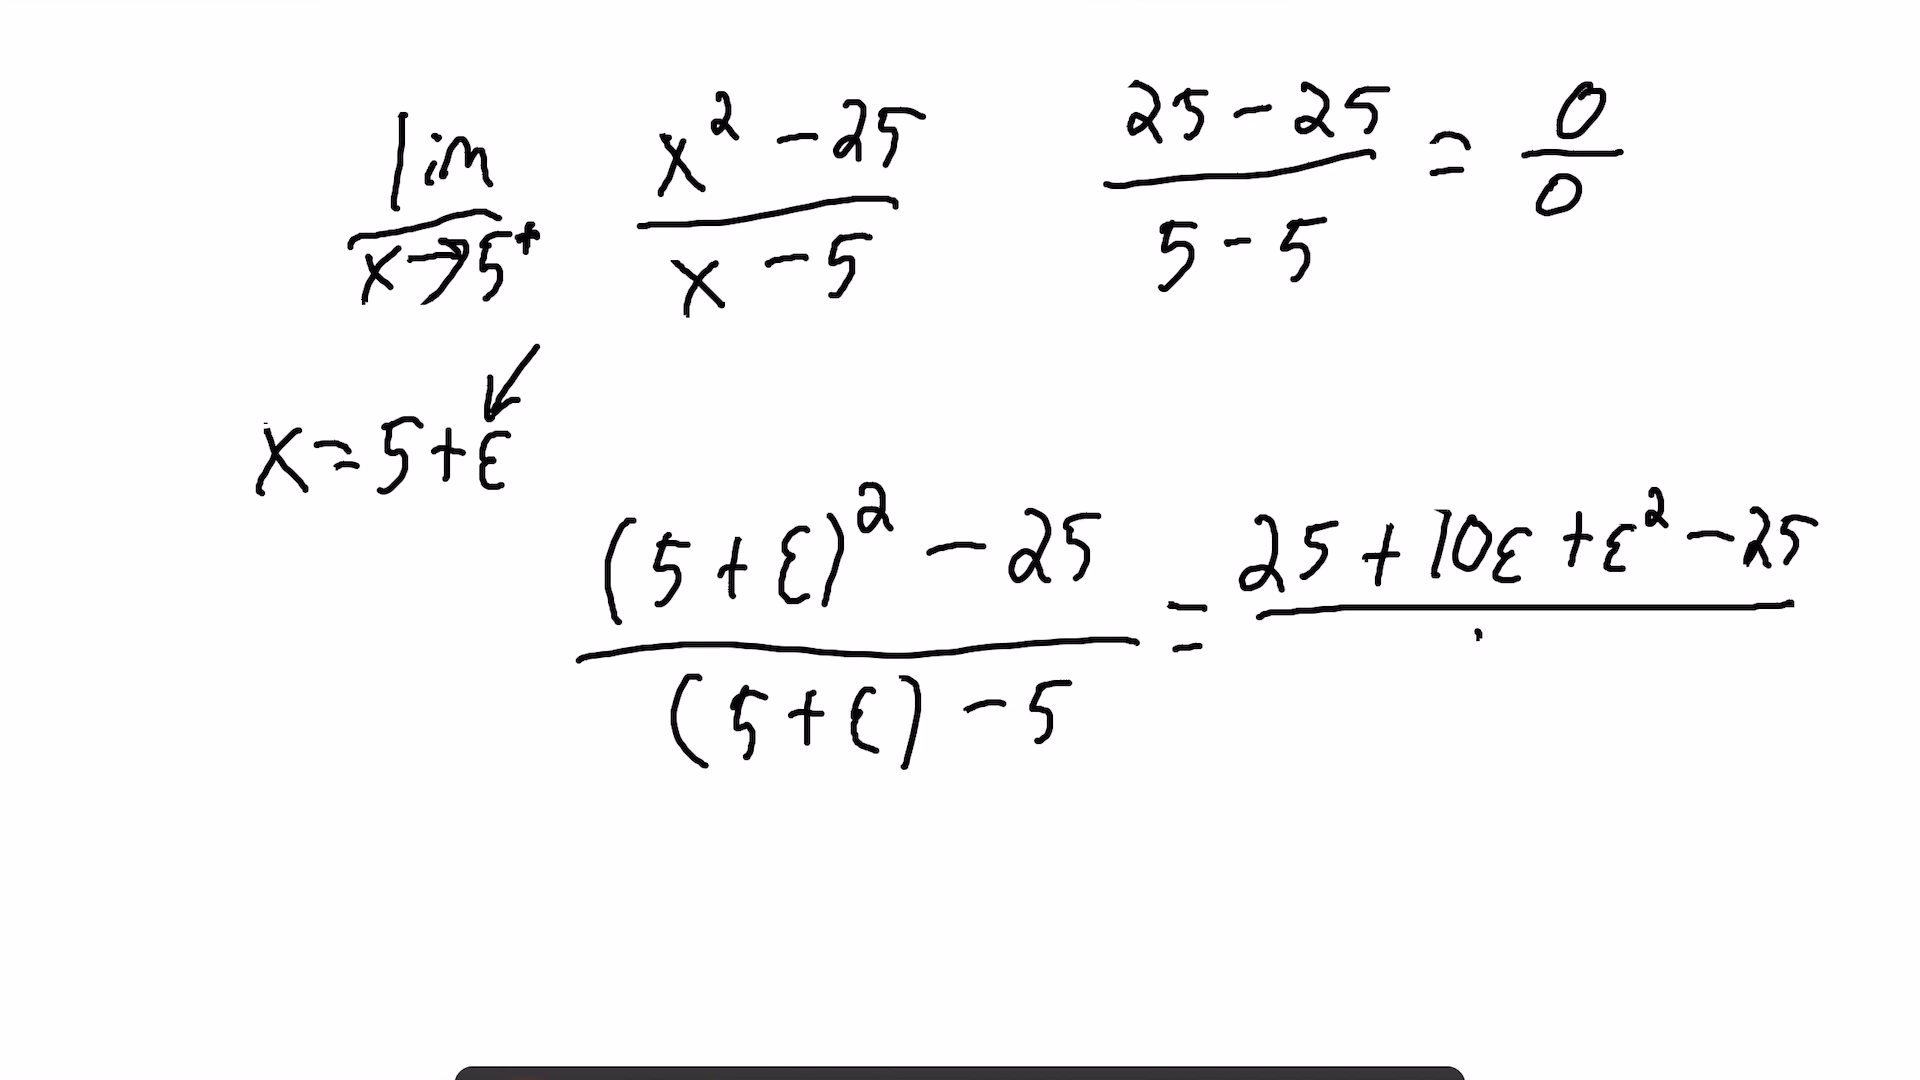 lim x→5⁺ (x² - 25)/(x - 5) (25 - 25)/(5 - 5) = 0/0
x = 5 + ε
((5 + ε)² - 25)/((5 + ε) - 5) = (25 + 10ε + ε² - 25)/